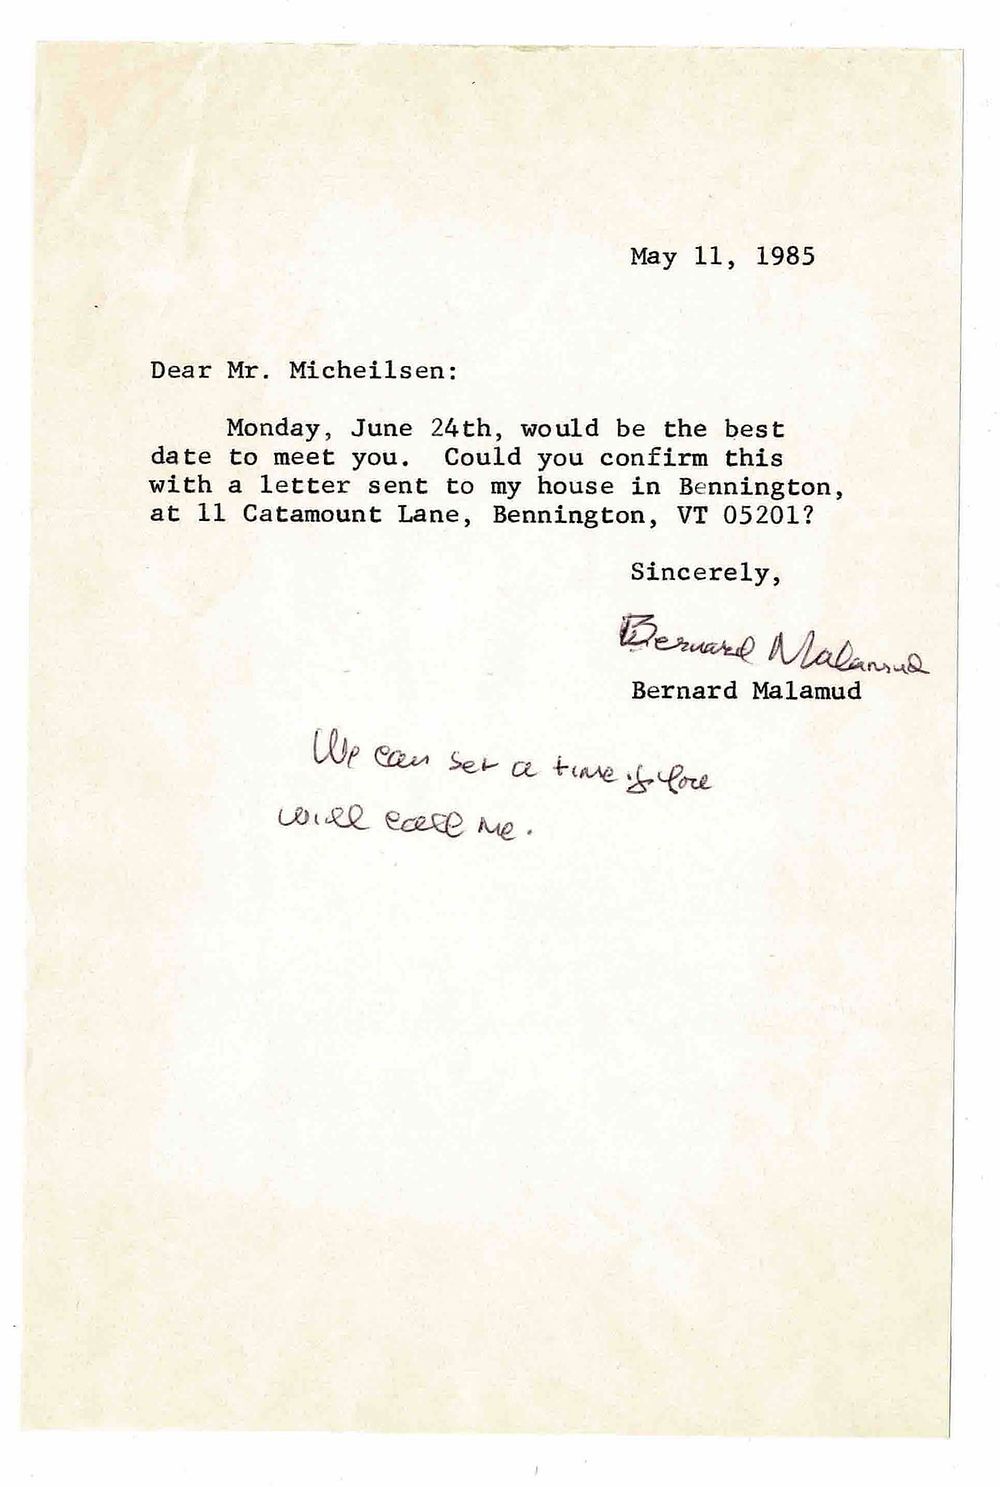 May 11, 1985
Dear Mr. Micheilsen:
Monday, June 24th, would be the best
date to meet you. Could you confirm this
with a letter sent to my house in Bennington,
at 11 Catamount Lane, Bennington, VT 05201?
Sincerely,
Bernard Malamud
Bernard Malamud
We can set a time if you
will call me.